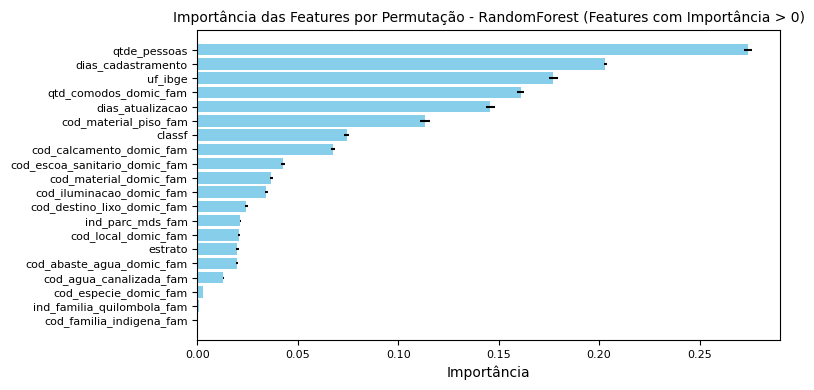 Importância das Features por Permutação - RandomForest (Features com Importância > 0)
qtde_pessoas
dias_cadastramento
uf_ibge
qtd_comodos_domic_fam
dias_atualizacao
cod_material_piso_fam
classf
cod_calcamento_domic_fam
cod_escoa_sanitario_domic_fam
cod_material_domic_fam
cod_iluminacao_domic_fam
cod_destino_lixo_domic_fam
ind_parc_mds_fam
cod_local_domic_fam
estrato
cod_abaste_agua_domic_fam
cod_agua_canalizada_fam
cod_especie_domic_fam
ind_familia_quilombola_fam
cod_familia_indigena_fam
0.00 0.05 0.10 0.15 0.20 0.25
Importância